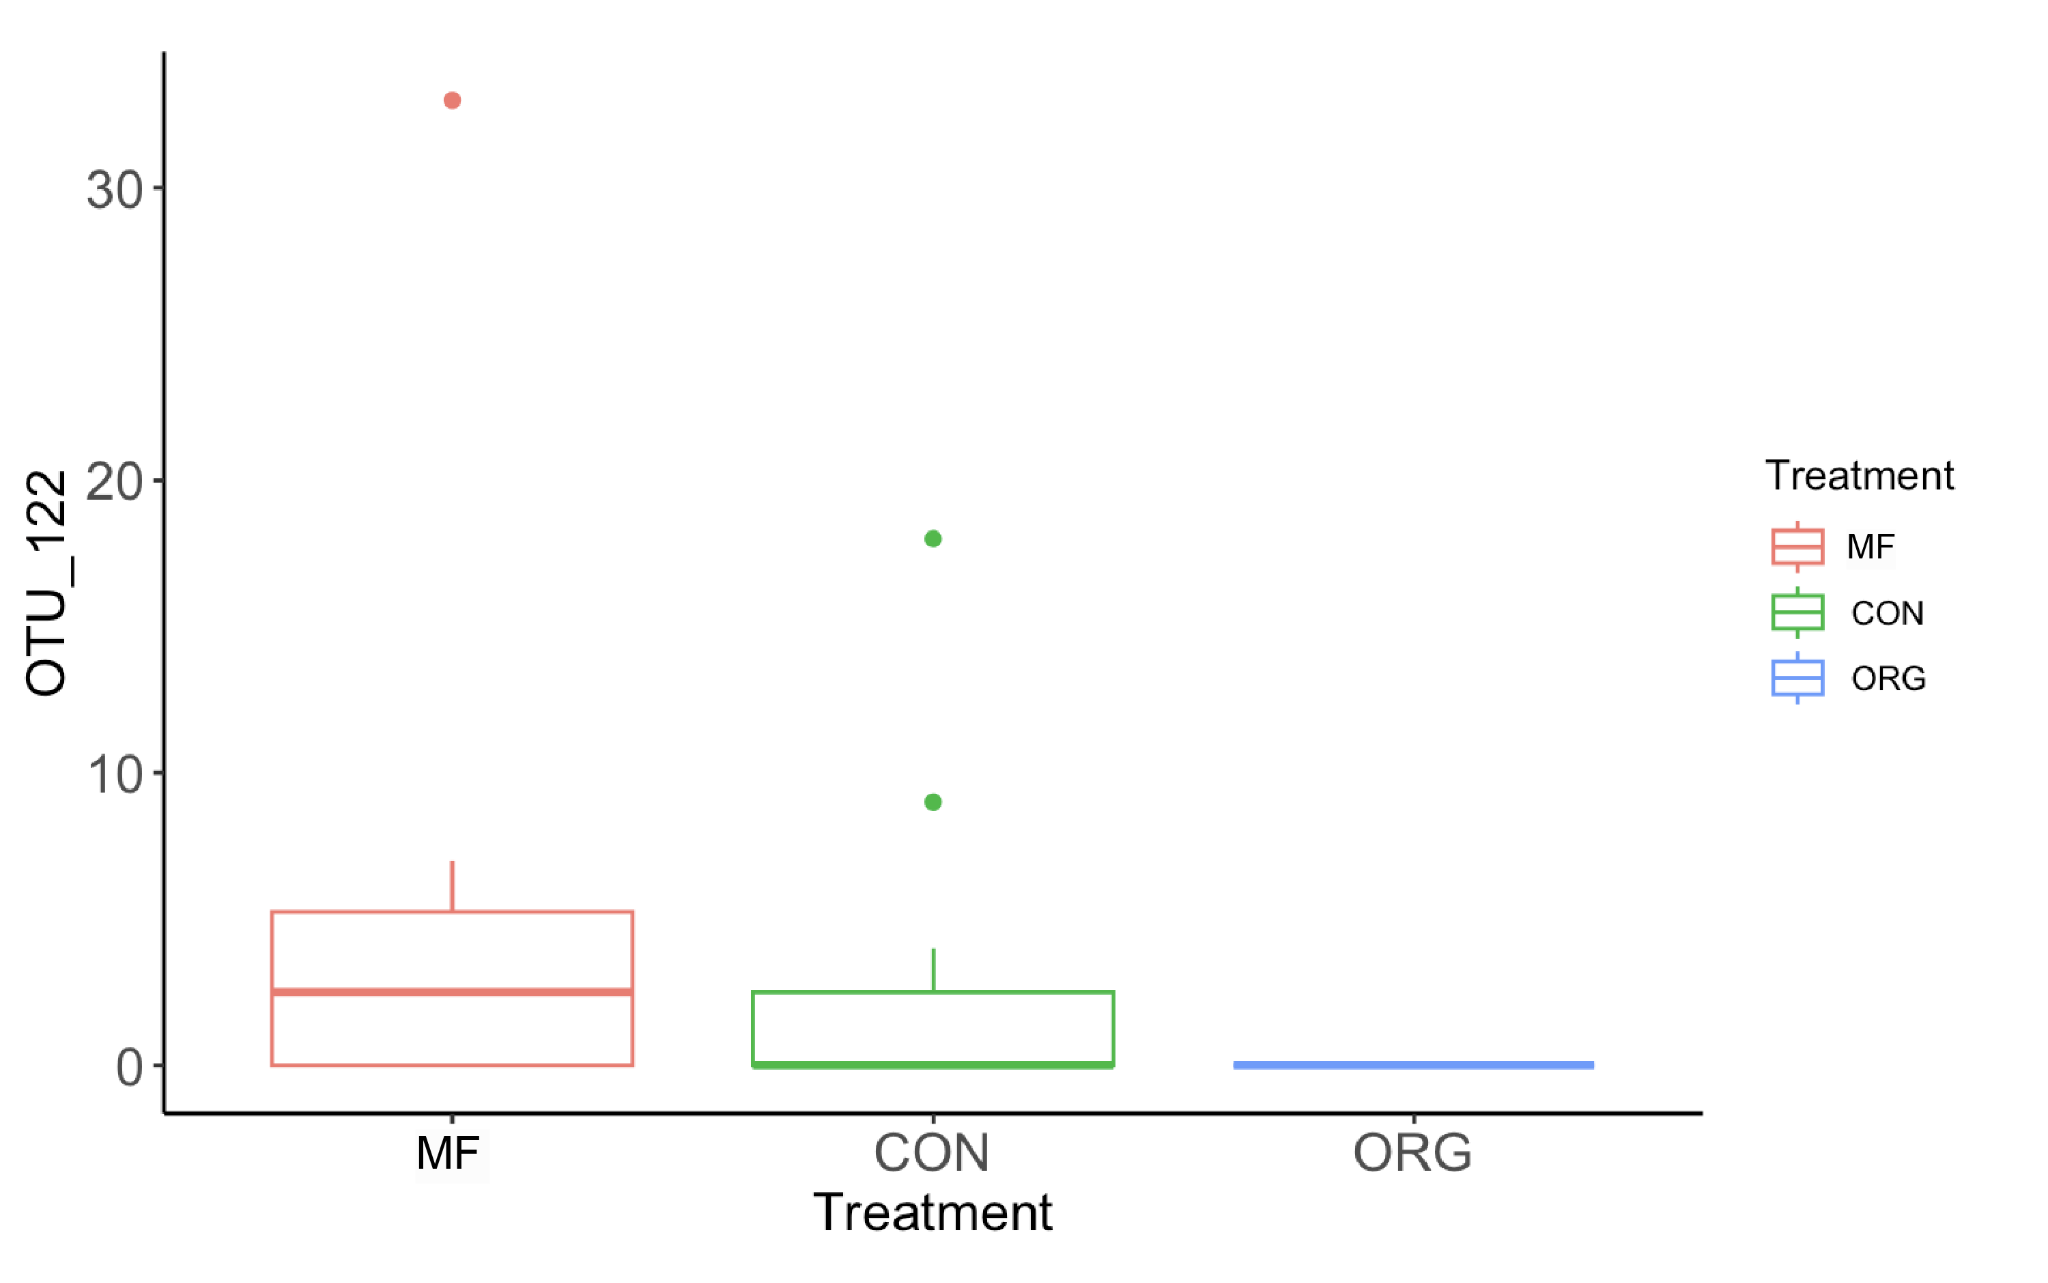 OTU_122
30
20
10
0
MF
CON
ORG
Treatment
Treatment
MF
CON
ORG